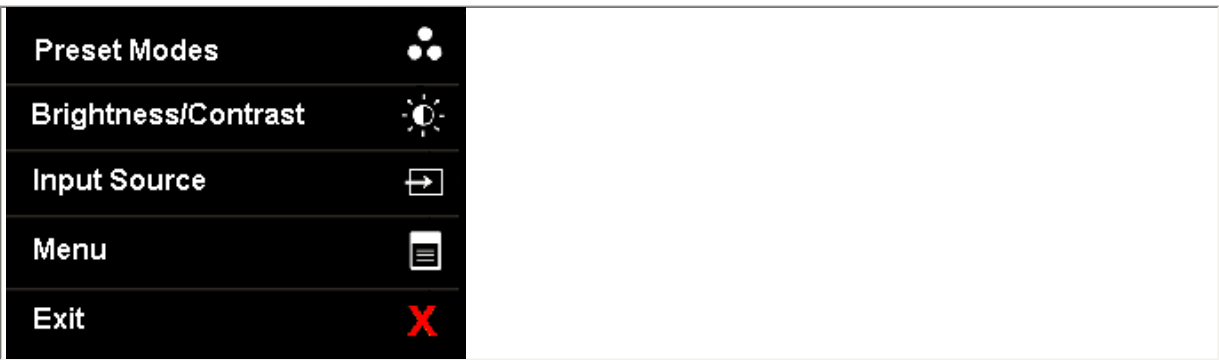 Preset Modes
Brightness/Contrast
Input Source
Menu
Exit